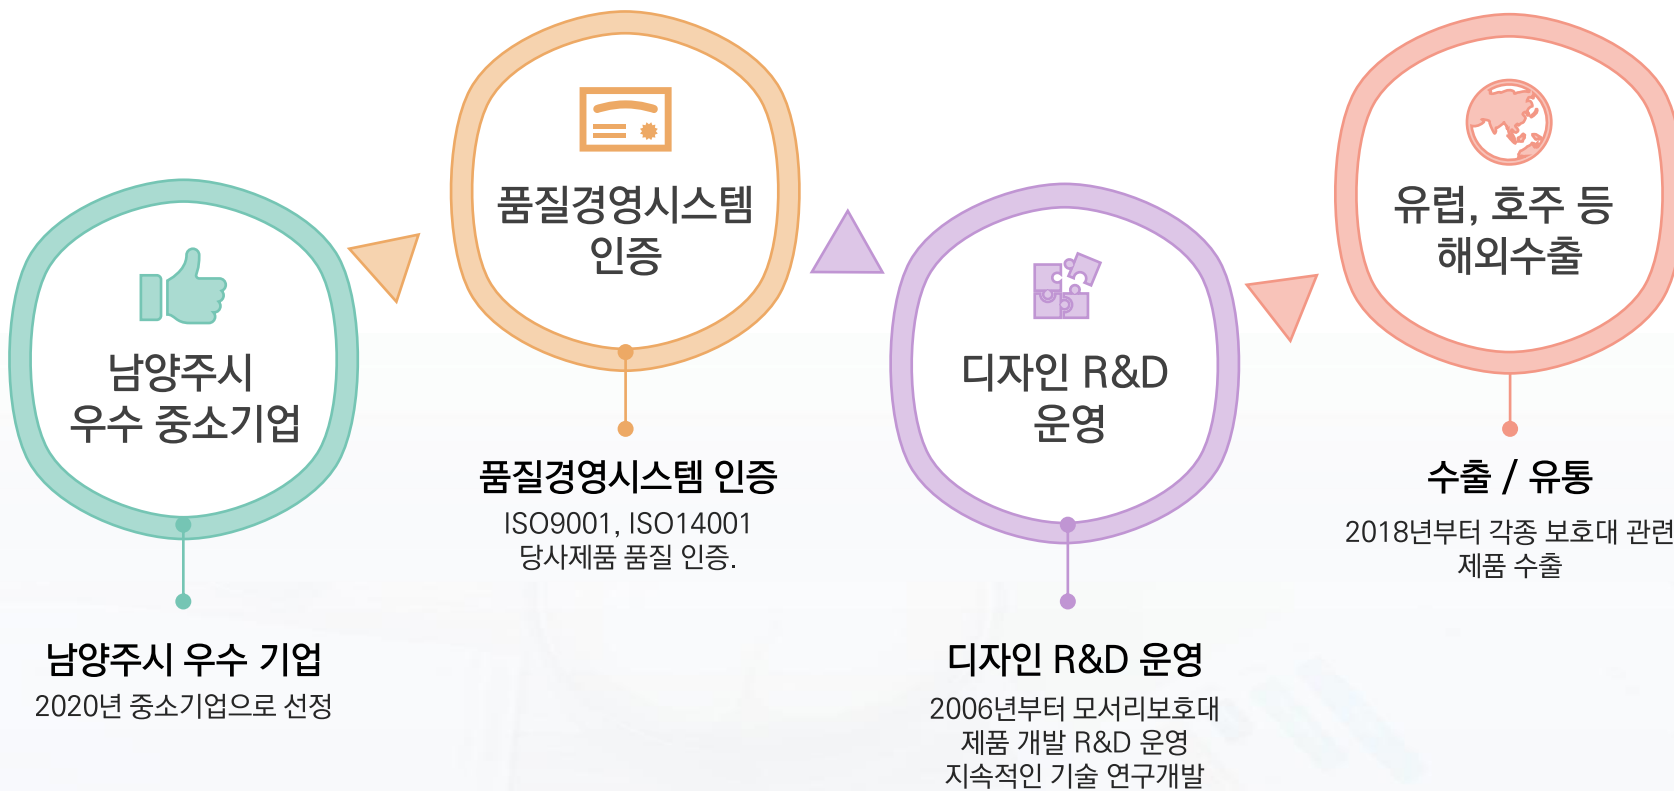 남양주시
우수 중소기업
남양주시 우수 기업
2020년 중소기업으로 선정
품질경영시스템
인증
품질경영시스템 인증
ISO9001, ISO14001
당사제품 품질 인증.
디자인 R&D
운영
디자인 R&D 운영
2006년부터 모서리보호대
제품 개발 R&D 운영
지속적인 기술 연구개발
유럽, 호주 등
해외수출
수출 / 유통
2018년부터 각종 보호대 관련
제품 수출